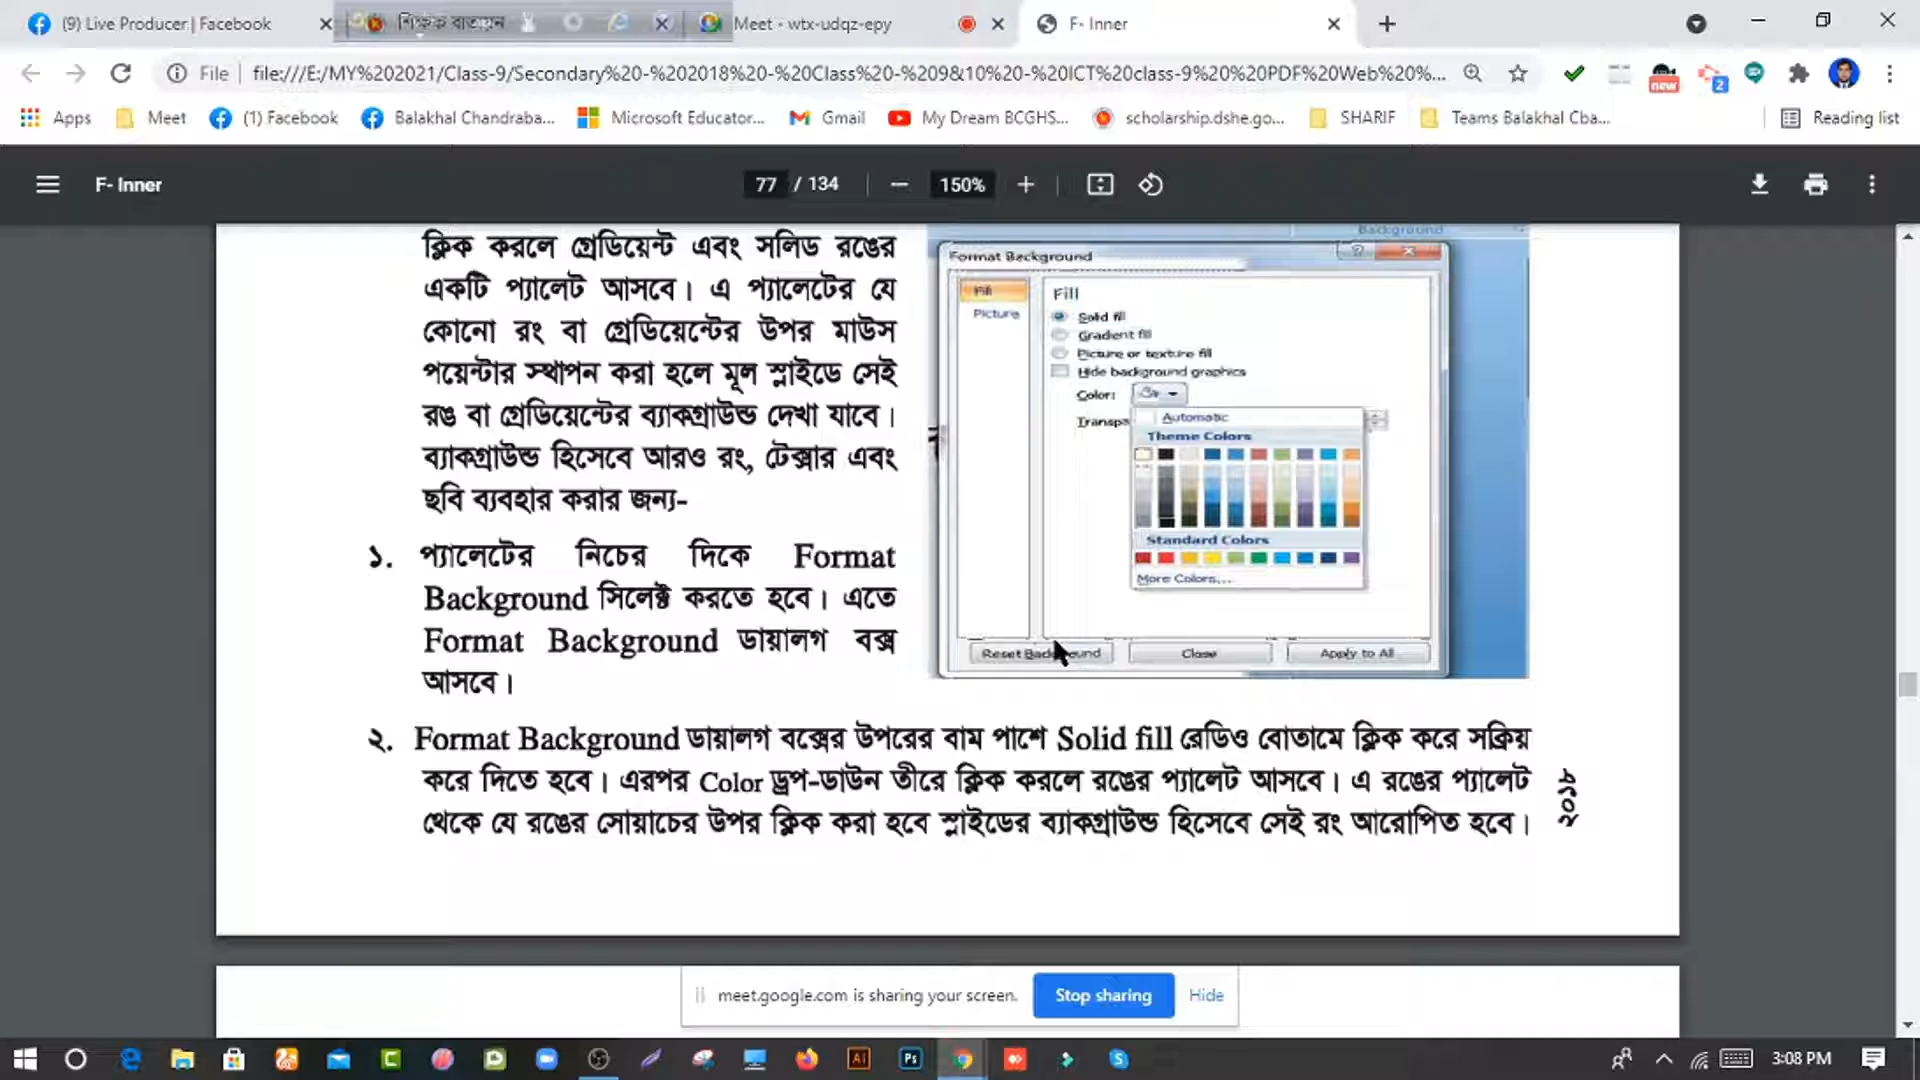 (9) Live Producer | Facebook
শিক্ষক বাতায়ন
Meet - wtx-udqz-epy
F- Inner
File
file:///E:/MY%202021/Class-9/Secondary%20-%202018%20-%20Class%20-%209&10%20-%20ICT%20class-9%20%20PDF%20Web%20%...
new
2
Apps
Meet
(1) Facebook
Balakhal Chandraba...
Microsoft Educator...
Gmail
My Dream BCGHS...
scholarship.dshe.go...
SHARIF
Teams Balakhal Cba...
Reading list
F- Inner
77 / 134
150%
ক্লিক করলে গ্রেডিয়েন্ট এবং সলিড রঙের
একটি প্যালেট আসবে। এ প্যালেটের যে
কোনো রং বা গ্রেডিয়েন্টের উপর মাউস
পয়েন্টার স্থাপন করা হলে মূল স্লাইডে সেই
রঙ বা গ্রেডিয়েন্টের ব্যাকগ্রাউন্ড দেখা যাবে।
ব্যাকগ্রাউন্ড হিসেবে আরও রং, টেক্সার এবং
ছবি ব্যবহার করার জন্য-
১. প্যালেটের নিচের দিকে Format
Background সিলেক্ট করতে হবে। এতে
Format Background ডায়ালগ বক্স
আসবে।
Background
Format Background
Fill
Picture
Fill
Solid fill
Gradient fill
Picture or texture fill
Hide background graphics
Color:
Transpa
Automatic
Theme Colors
Standard Colors
More Colors...
Reset Background
Close
Apply to All
২. Format Background ডায়ালগ বক্সের উপরের বাম পাশে Solid fill রেডিও বোতামে ক্লিক করে সক্রিয়
করে দিতে হবে। এরপর Color ড্রপ-ডাউন তীরে ক্লিক করলে রঙের প্যালেট আসবে। এ রঙের প্যালেট
থেকে যে রঙের সোয়াচের উপর ক্লিক করা হবে স্লাইডের ব্যাকগ্রাউন্ড হিসেবে সেই রং আরোপিত হবে।
২০১৮
meet.google.com is sharing your screen.
Stop sharing
Hide
3:08 PM